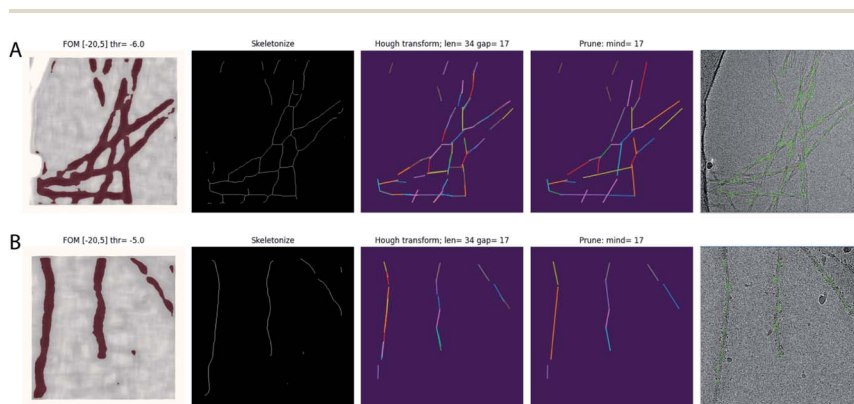 A
FOM [-20,5] thr= -6.0
Skeletonize
Hough transform; len= 34 gap= 17
Prune: mind= 17
B
FOM [-20,5] thr= -5.0
Skeletonize
Hough transform; len= 34 gap= 17
Prune: mind= 17